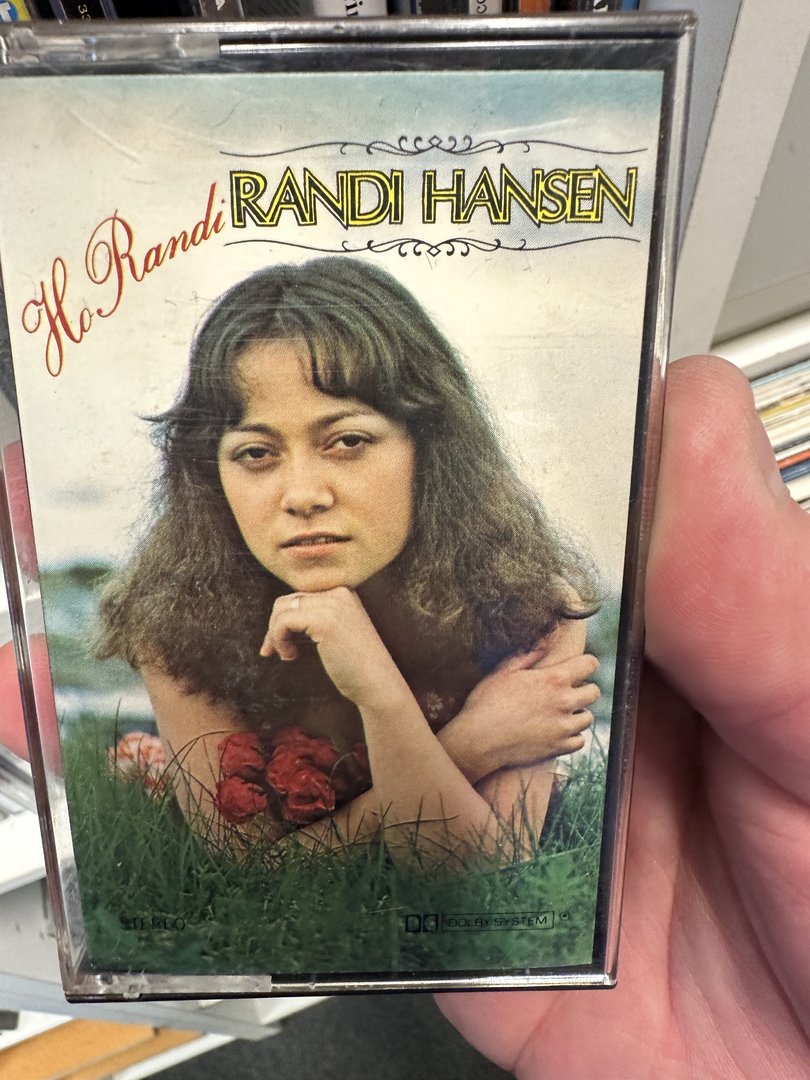 RANDI HANSEN
Ho Randi
STEREO
DOLBY SYSTEM